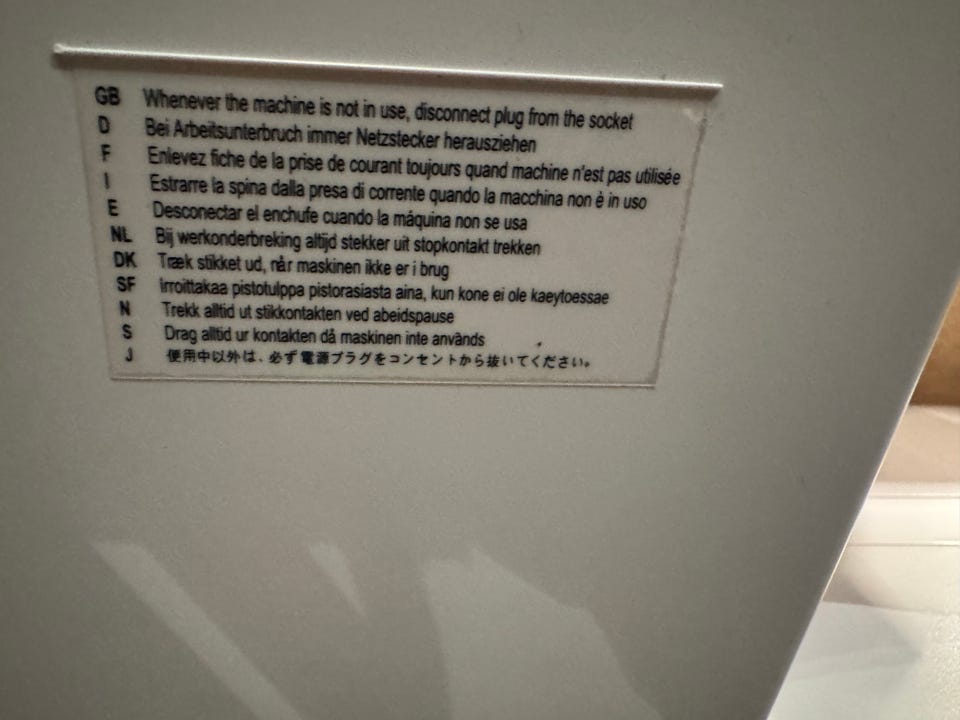 GB Whenever the machine is not in use, disconnect plug from the socket
D Bei Arbeitsunterbruch immer Netzstecker herausziehen
F Enlevez fiche de la prise de courant toujours quand machine n'est pas utilisée
I Estrarre la spina dalla presa di corrente quando la macchina non è in uso
E Desconectar el enchufe cuando la máquina non se usa
NL Bij werkonderbreking altijd stekker uit stopkontakt trekken
DK Træk stikket ud, når maskinen ikke er i brug
SF Irroittakaa pistotulppa pistorasiasta aina, kun kone ei ole kaeytoessae
N Trekk alltid ut stikkontakten ved abeidspause
S Drag alltid ur kontakten då maskinen inte används
J 使用中以外は、必ず電源プラグをコンセントから抜いてください。